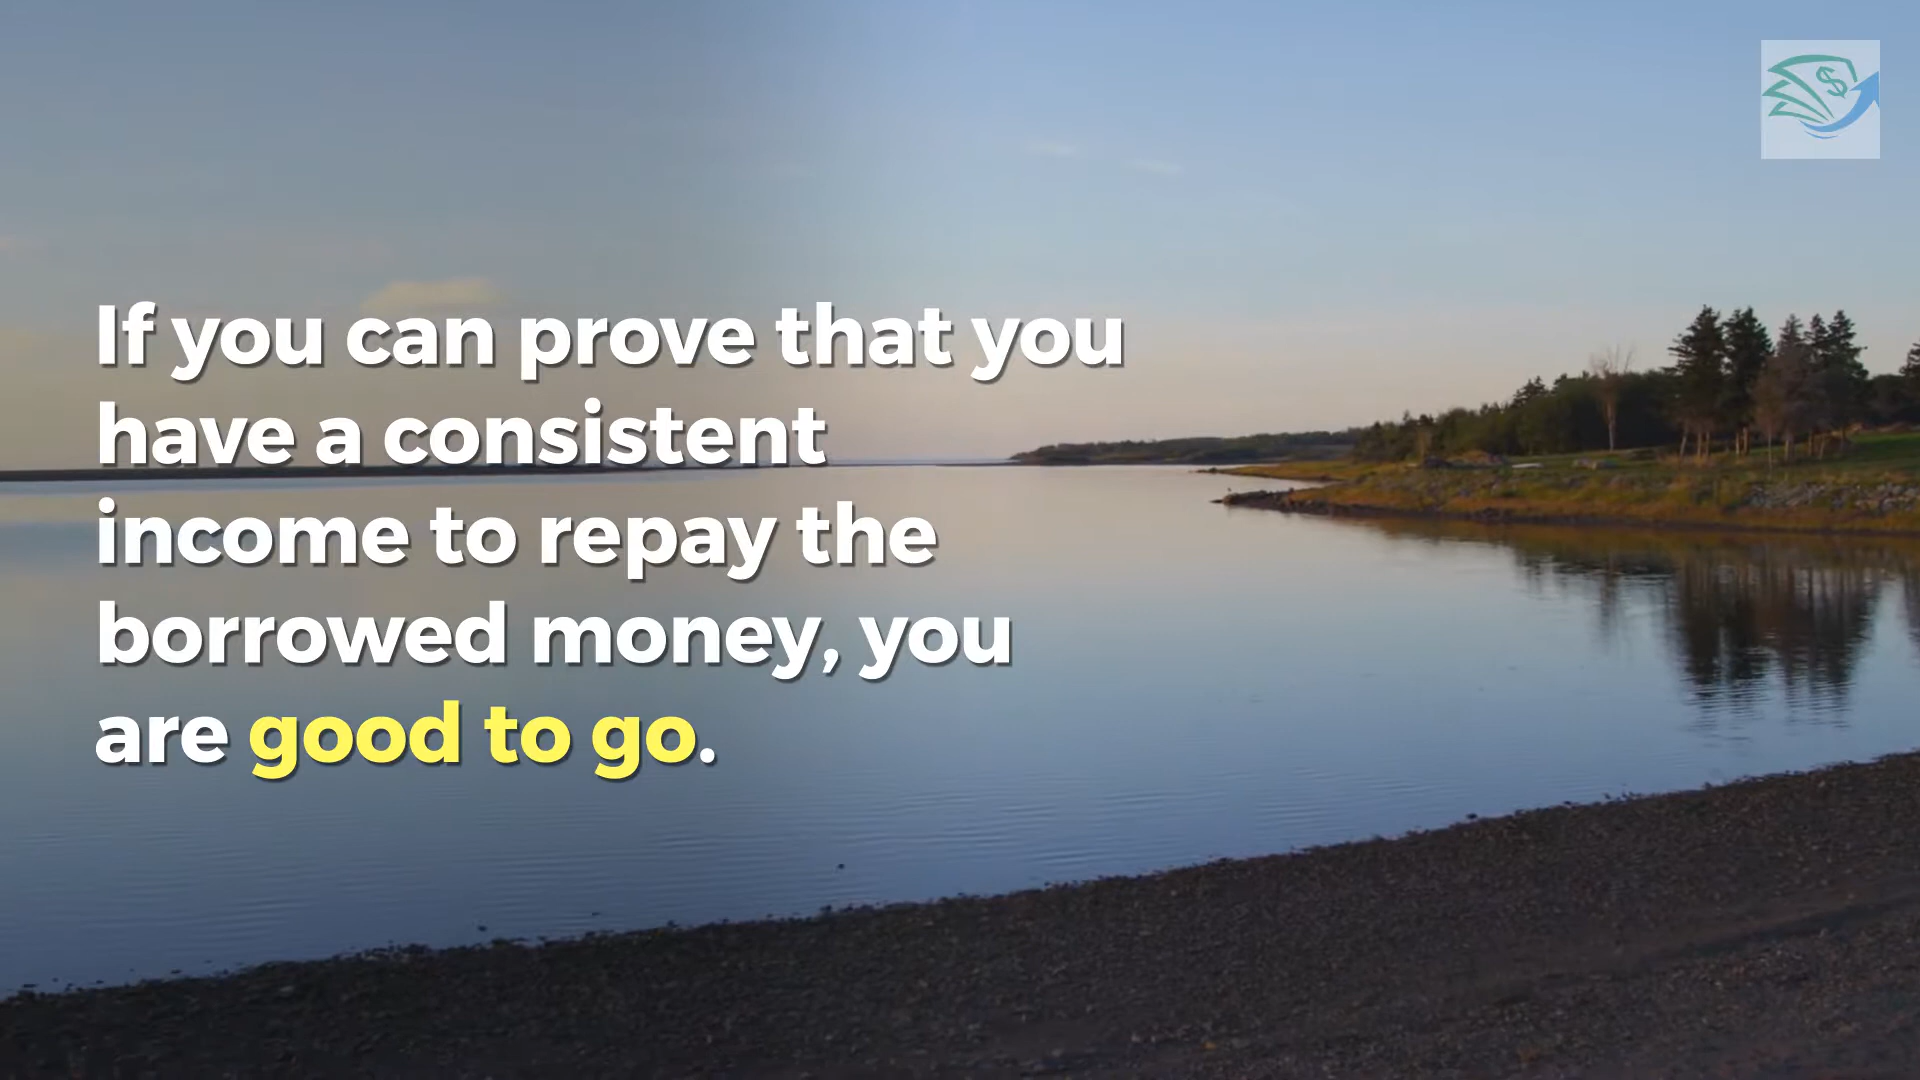 If you can prove that you
have a consistent
income to repay the
borrowed money, you
are good to go.
$